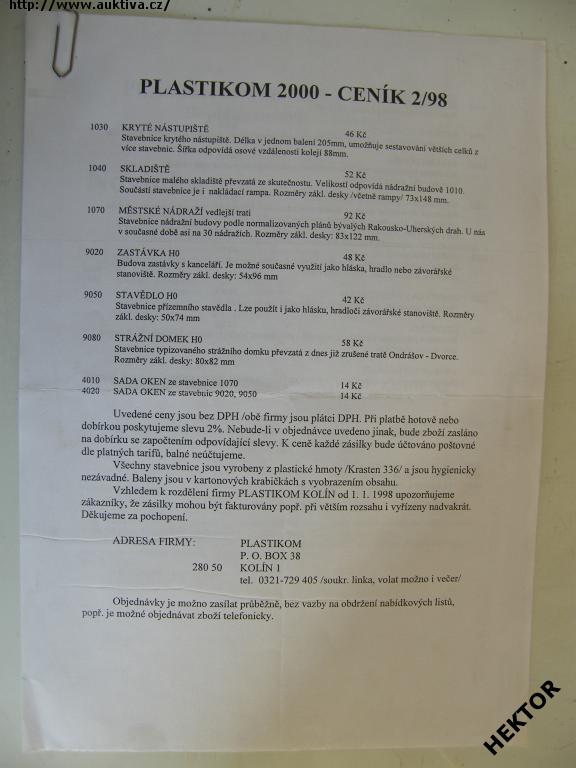 http://www.auktiva.cz/
PLASTIKOM 2000 - CENÍK 2/98
1030 KRYTÉ NÁSTUPIŠTĚ 46 Kč
Stavebnice krytého nástupiště. Délka v jednom balení 205mm, umožňuje sestavování větších celků z
více stavebnic. Šířka odpovídá osové vzdálenosti kolejí 88mm.
1040 SKLADIŠTĚ 52 Kč
Stavebnice malého skladiště převzatá ze skutečnosti. Velikostí odpovídá nádražní budově 1010.
Součástí stavebnice je i nakládací rampa. Rozměry zákl. desky /včetně rampy/ 73x148 mm.
1070 MĚSTSKÉ NÁDRAŽÍ vedlejší trati 92 Kč
Stavebnice nádražní budovy podle normalizovaných plánů bývalých Rakousko-Uherských drah. U nás
v současné době asi na 30 nádražích. Rozměry zákl. desky: 83x122 mm.
9020 ZASTÁVKA H0 48 Kč
Budova zastávky s kanceláří. Je možné současné využití jako hláska, hradlo nebo závorářské
stanoviště. Rozměry zákl. desky: 54x96 mm
9050 STAVĚDLO H0 42 Kč
Stavebnice přízemního stavědla . Lze použít i jako hlásku, hradloči závorářské stanoviště. Rozměry
zákl. desky: 50x74 mm
9080 STRÁŽNÍ DOMEK H0 58 Kč
Stavebnice typizovaného strážního domku převzatá z dnes již zrušené tratě Ondrášov - Dvorce.
Rozměry zákl. desky: 80x82 mm
4010 SADA OKEN ze stavebnice 1070 14 Kč
4020 SADA OKEN ze stavebnic 9020, 9050 14 Kč
Uvedené ceny jsou bez DPH /obě firmy jsou plátci DPH. Při platbě hotově nebo
dobírkou poskytujeme slevu 2%. Nebude-li v objednávce uvedeno jinak, bude zboží zasláno
na dobírku se započtením odpovídající slevy. K ceně každé zásilky bude účtováno poštovné
dle platných tarifů, balné neúčtujeme.
Všechny stavebnice jsou vyrobeny z plastické hmoty /Krasten 336/ a jsou hygienicky
nezávadné. Baleny jsou v kartonových krabičkách s vyobrazením obsahu.
Vzhledem k rozdělení firmy PLASTIKOM KOLÍN od 1. 1. 1998 upozorňujeme
zákazníky, že zásilky mohou být fakturovány popř. při větším rozsahu i vyřízeny nadvakrát.
Děkujeme za pochopení.
ADRESA FIRMY: PLASTIKOM
P. O. BOX 38
280 50 KOLÍN 1
tel. 0321-729 405 /soukr. linka, volat možno i večer/
Objednávky je možno zasílat průběžně, bez vazby na obdržení nabídkových listů,
popř. je možné objednávat zboží telefonicky.
HEKTOR